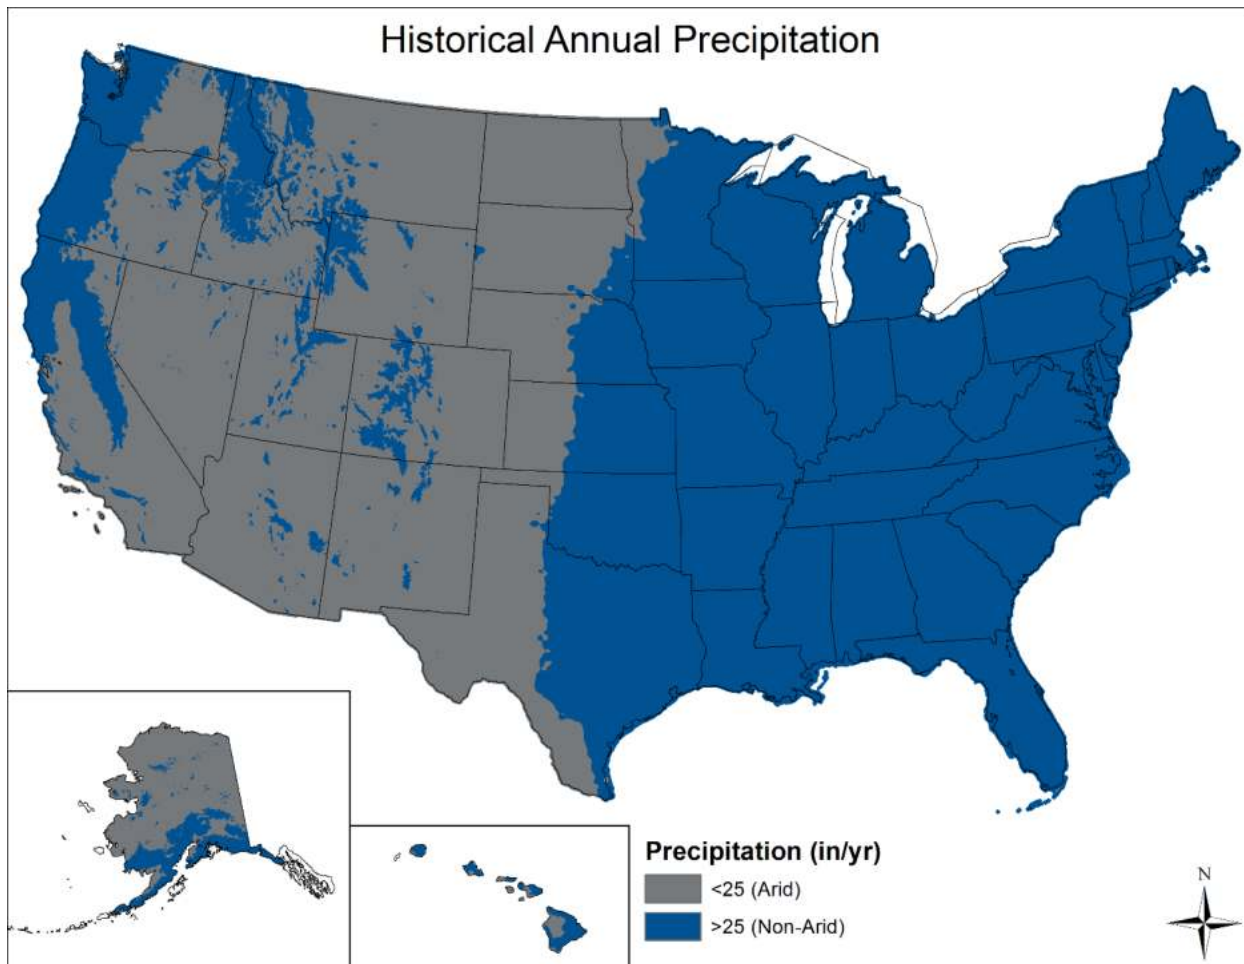 Historical Annual Precipitation
Precipitation (in/yr)
<25 (Arid)
>25 (Non-Arid)
N